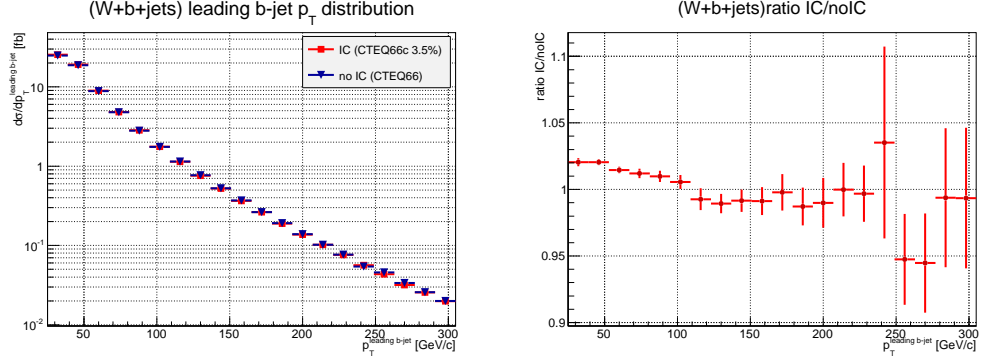 (W+b+jets) leading b-jet p_T distribution
dσ/dp_T^{leading b-jet} [fb]
IC (CTEQ66c 3.5%)
no IC (CTEQ66)
10
1
10^{-1}
10^{-2}
50 100 150 200 250 300
p_T^{leading b-jet} [GeV/c]
(W+b+jets)ratio IC/noIC
ratio IC/noIC
1.1
1.05
1
0.95
0.9
50 100 150 200 250 300
p_T^{leading b-jet} [GeV/c]